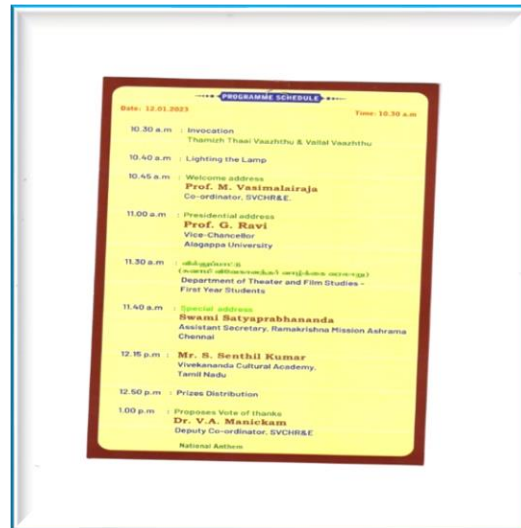 PROGRAMME SCHEDULE
Date: 12.01.2023 Time: 10.30 a.m
10.30 a.m : Invocation
Thamizh Thaai Vaazhthu & Vallal Vaazhthu
10.40 a.m : Lighting the Lamp
10.45 a.m : Welcome address
Prof. M. Vasimalairaja
Co-ordinator, SVCHR&E.
11.00 a.m : Presidential address
Prof. G. Ravi
Vice-Chancellor
Alagappa University
11.30 a.m : வில்லுப்பாட்டு
(சுவாமி விவேகானந்தர் வாழ்க்கை வரலாறு)
Department of Theater and Film Studies -
First Year Students
11.40 a.m : Special address
Swami Satyaprabhananda
Assistant Secretary, Ramakrishna Mission Ashrama
Chennai
12.15 p.m : Mr. S. Senthil Kumar
Vivekananda Cultural Academy,
Tamil Nadu
12.50 p.m : Prizes Distribution
1.00 p.m : Proposes Vote of thanks
Dr. V.A. Manickam
Deputy Co-ordinator, SVCHR&E
National Anthem